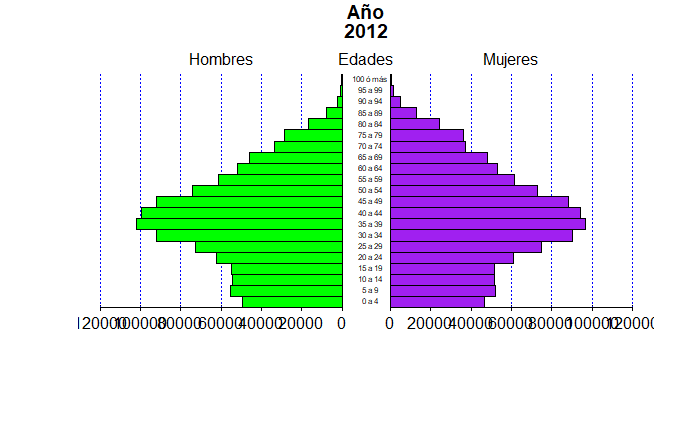 Año
2012
Hombres Edades Mujeres
100 ó más
95 a 99
90 a 94
85 a 89
80 a 84
75 a 79
70 a 74
65 a 69
60 a 64
55 a 59
50 a 54
45 a 49
40 a 44
35 a 39
30 a 34
25 a 29
20 a 24
15 a 19
10 a 14
5 a 9
0 a 4
120000 100000 80000 60000 40000 20000 0 0 20000 40000 60000 80000 100000 120000